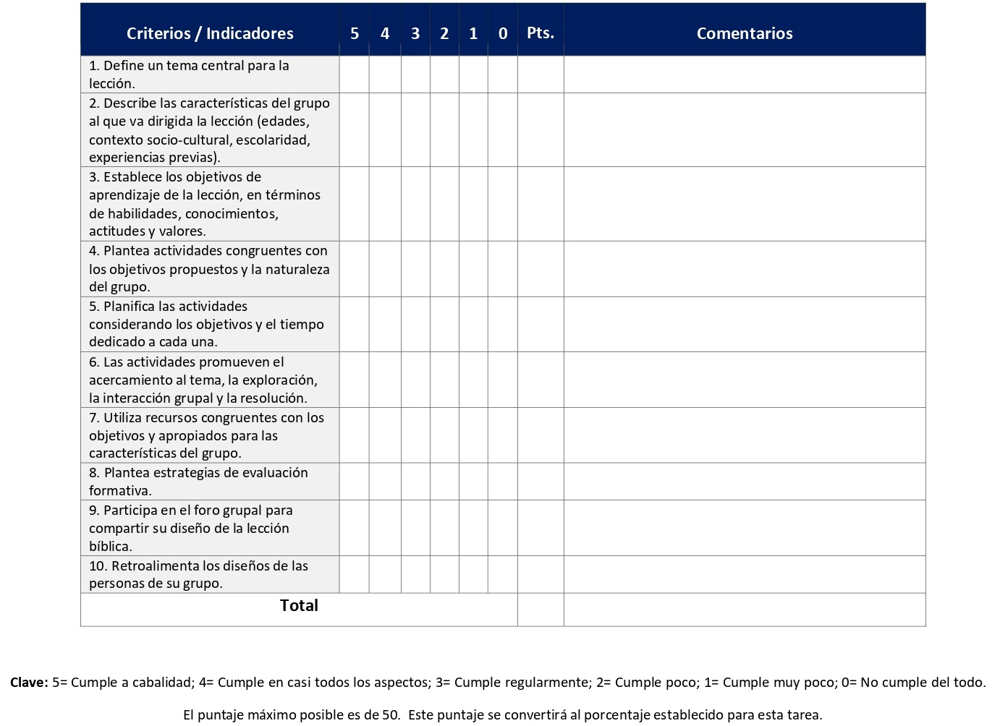 Criterios / Indicadores 5 4 3 2 1 0 Pts. Comentarios
1. Define un tema central para la
lección.
2. Describe las características del grupo
al que va dirigida la lección (edades,
contexto socio-cultural, escolaridad,
experiencias previas).
3. Establece los objetivos de
aprendizaje de la lección, en términos
de habilidades, conocimientos,
actitudes y valores.
4. Plantea actividades congruentes con
los objetivos propuestos y la naturaleza
del grupo.
5. Planifica las actividades
considerando los objetivos y el tiempo
dedicado a cada una.
6. Las actividades promueven el
acercamiento al tema, la exploración,
la interacción grupal y la resolución.
7. Utiliza recursos congruentes con los
objetivos y apropiados para las
características del grupo.
8. Plantea estrategias de evaluación
formativa.
9. Participa en el foro grupal para
compartir su diseño de la lección
bíblica.
10. Retroalimenta los diseños de las
personas de su grupo.
Total
Clave: 5= Cumple a cabalidad; 4= Cumple en casi todos los aspectos; 3= Cumple regularmente; 2= Cumple poco; 1= Cumple muy poco; 0= No cumple del todo.
El puntaje máximo posible es de 50. Este puntaje se convertirá al porcentaje establecido para esta tarea.